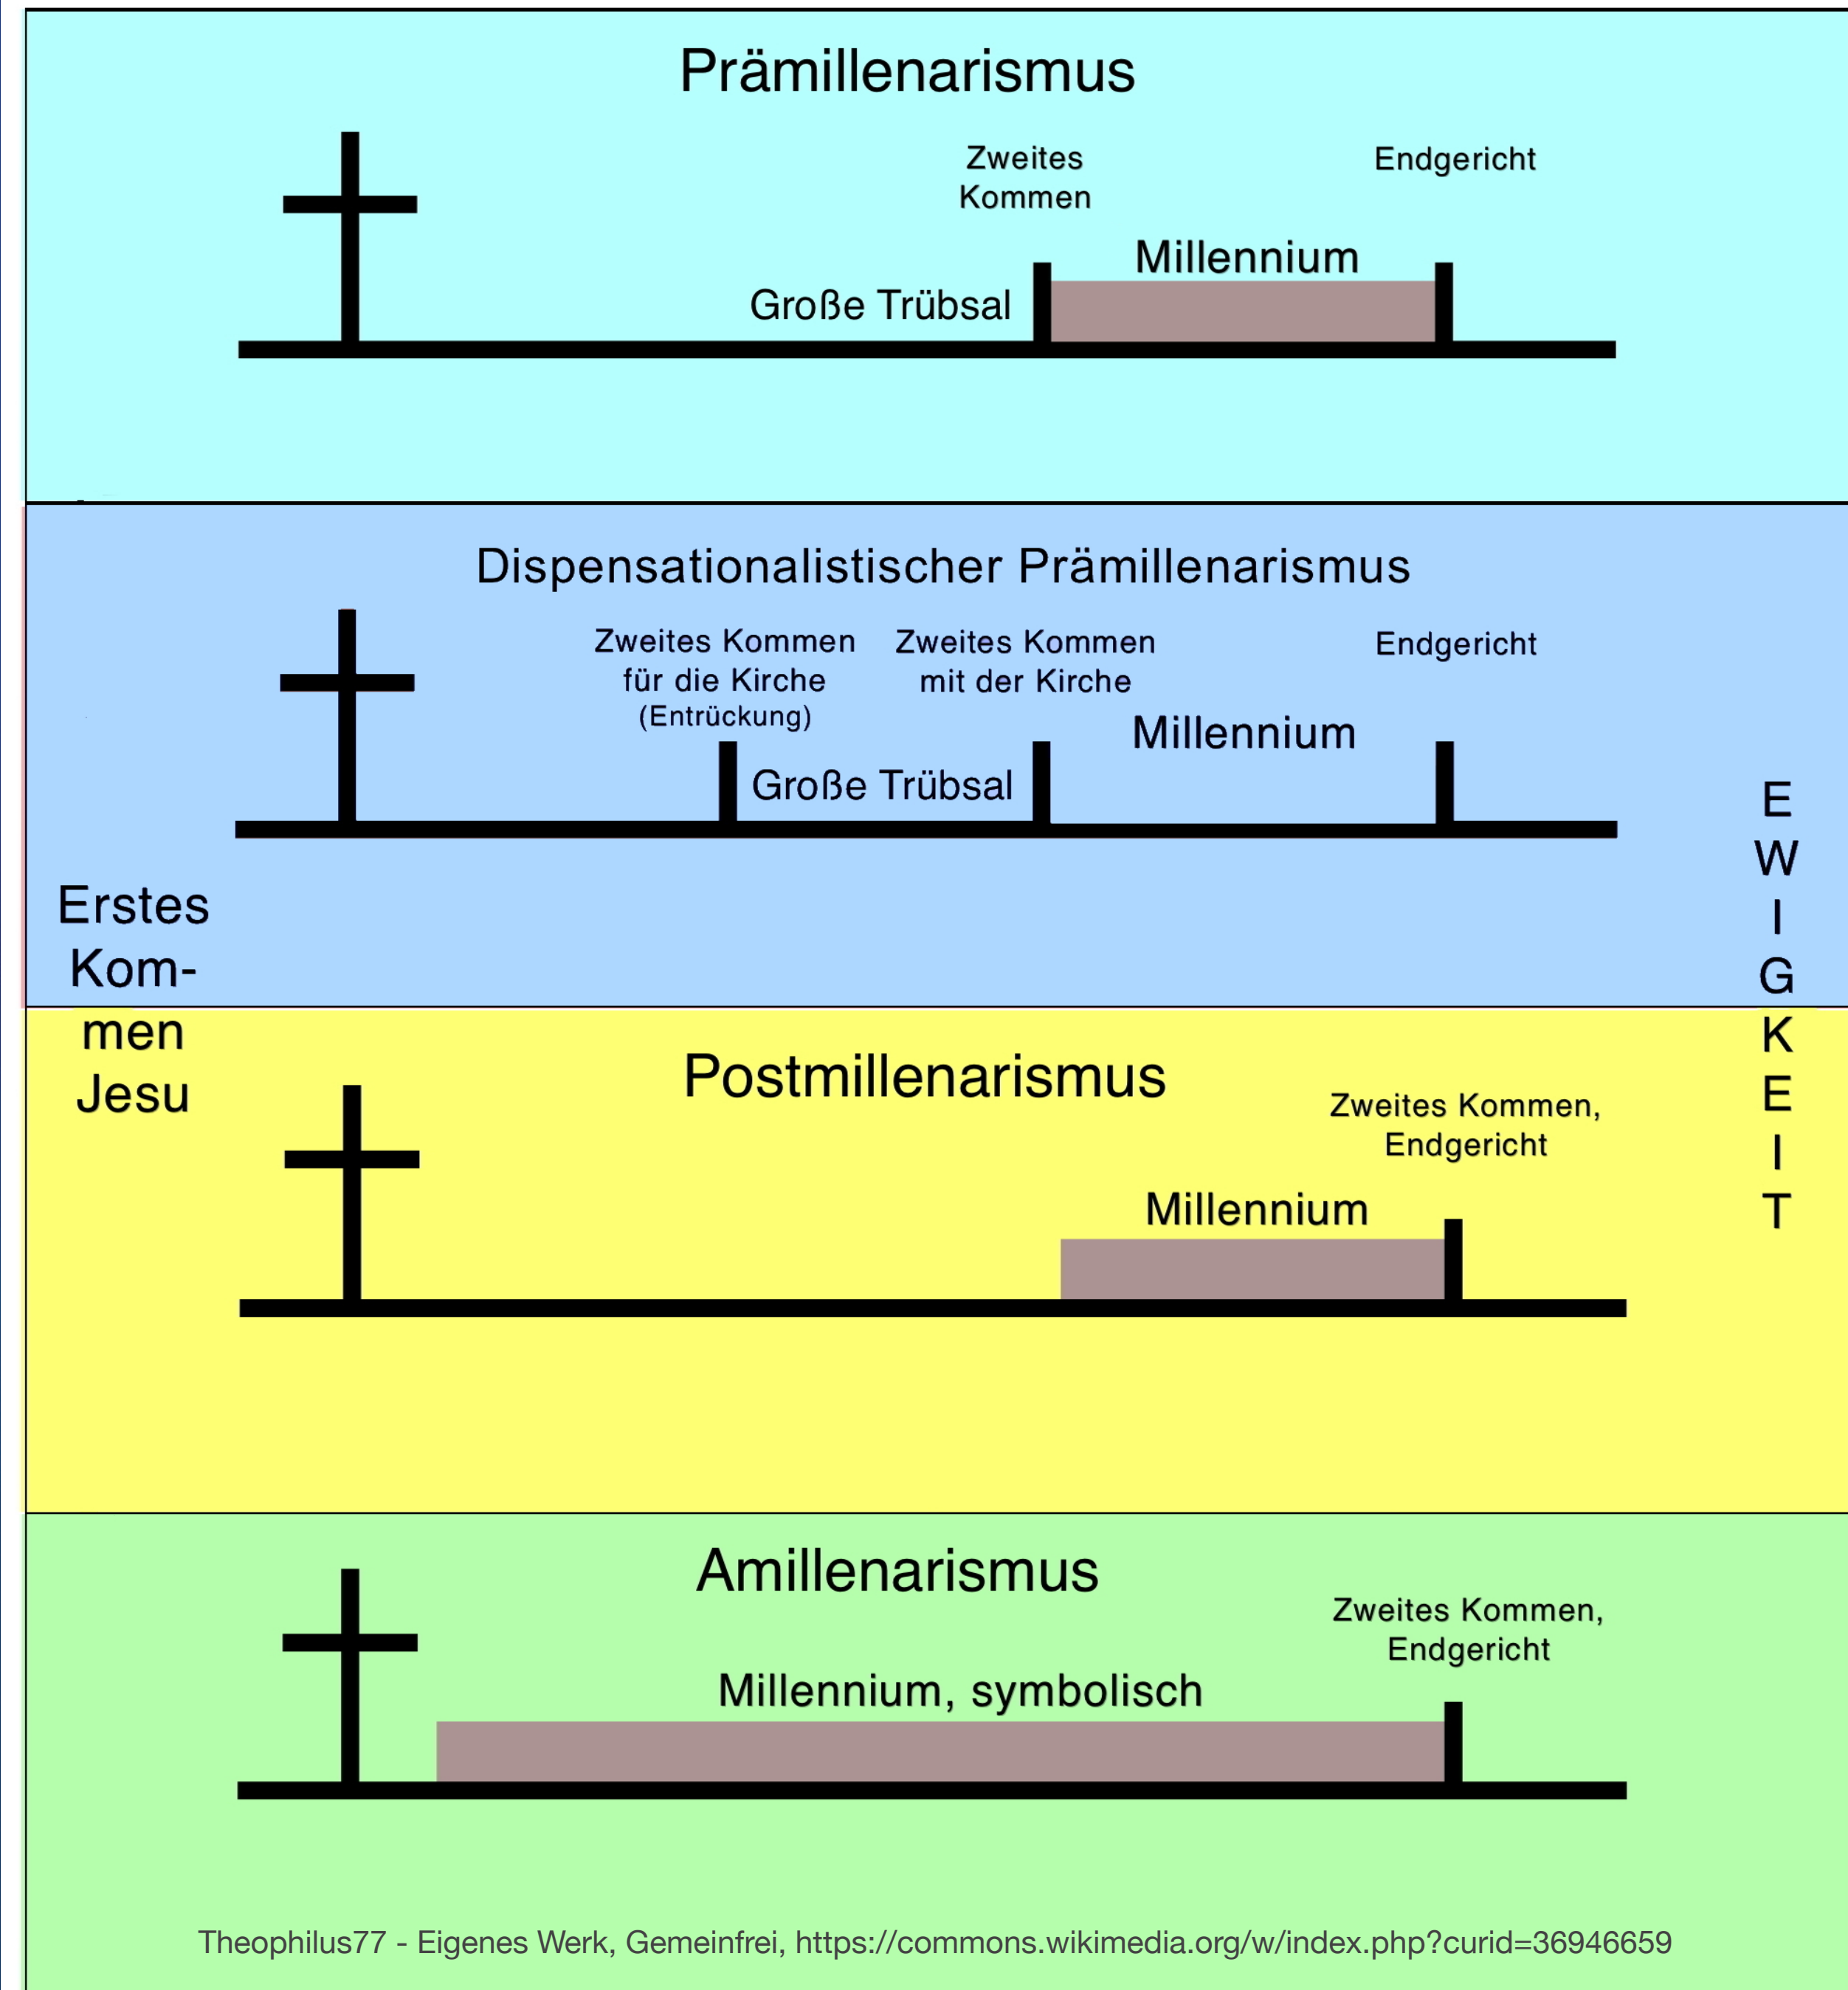 Prämillenarismus
Zweites
Kommen
Endgericht
Millennium
Große Trübsal
Dispensationalistischer Prämillenarismus
Zweites Kommen
für die Kirche
(Entrückung)
Zweites Kommen
mit der Kirche
Endgericht
Millennium
Große Trübsal
Erstes
Kom-
men
Jesu
E
W
I
G
K
E
I
T
Postmillenarismus
Zweites Kommen,
Endgericht
Millennium
Amillenarismus
Zweites Kommen,
Endgericht
Millennium, symbolisch
Theophilus77 - Eigenes Werk, Gemeinfrei, https://commons.wikimedia.org/w/index.php?curid=36946659